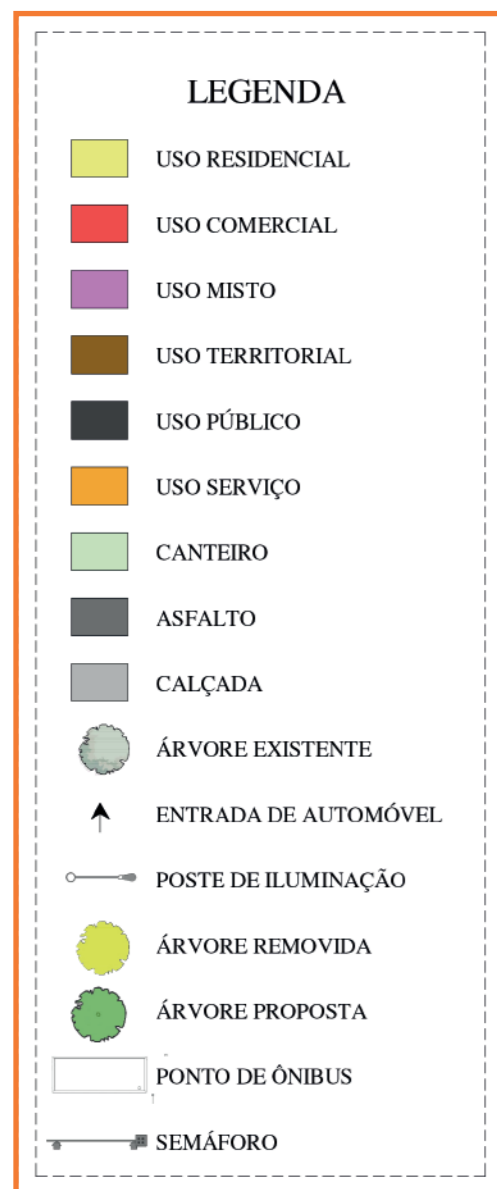 LEGENDA
USO RESIDENCIAL
USO COMERCIAL
USO MISTO
USO TERRITORIAL
USO PÚBLICO
USO SERVIÇO
CANTEIRO
ASFALTO
CALÇADA
ÁRVORE EXISTENTE
ENTRADA DE AUTOMÓVEL
POSTE DE ILUMINAÇÃO
ÁRVORE REMOVIDA
ÁRVORE PROPOSTA
PONTO DE ÔNIBUS
SEMÁFORO